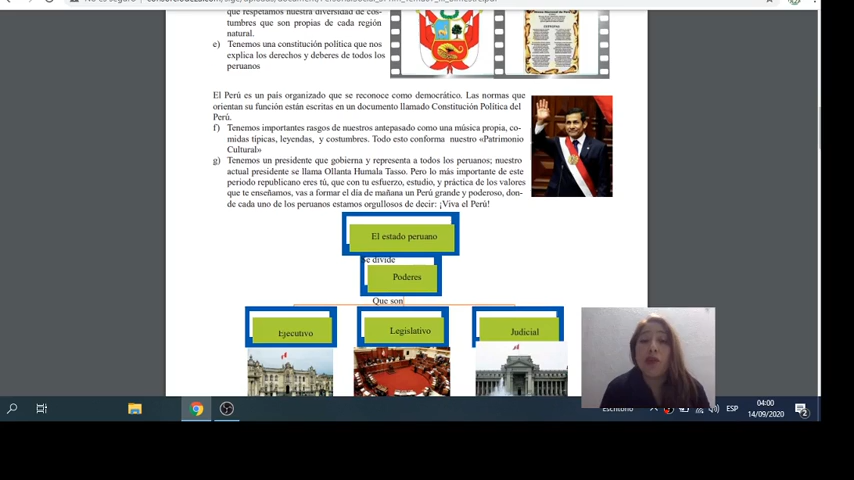 que respetamos nuestra diversidad de cos-
tumbres que son propias de cada región
natural.
e) Tenemos una constitución política que nos
explica los derechos y deberes de todos los
peruanos
El Perú es un país organizado que se reconoce como democrático. Las normas que
orientan su función están escritas en un documento llamado Constitución Política del
Perú.
f) Tenemos importantes rasgos de nuestros antepasado como una música propia, co-
midas típicas, leyendas, y costumbres. Todo esto conforma nuestro «Patrimonio
Cultural»
g) Tenemos un presidente que gobierna y representa a todos los peruanos; nuestro
actual presidente se llama Ollanta Humala Tasso. Pero lo más importante de este
periodo republicano eres tú, que con tu esfuerzo, estudio, y práctica de los valores
que te enseñamos, vas a formar el día de mañana un Perú grande y poderoso, don-
de cada uno de los peruanos estamos orgullosos de decir: ¡Viva el Perú!
El estado peruano
Se divide
Poderes
Que son
Ejecutivo
Legislativo
Judicial
Escritorio
ESP
04:00
14/09/2020
2